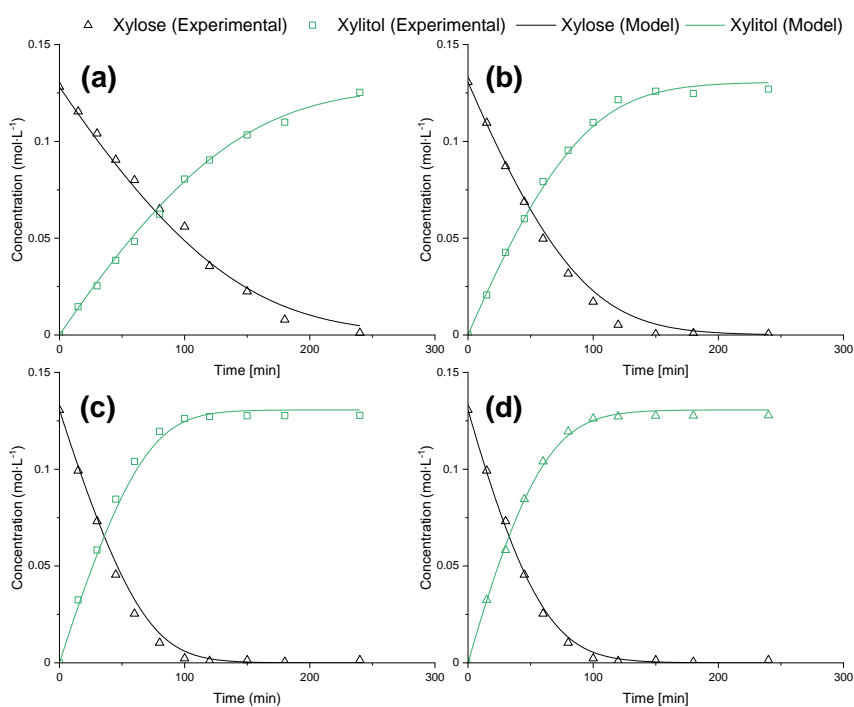 Xylose (Experimental) Xylitol (Experimental) Xylose (Model) Xylitol (Model)
(a)
Concentration (mol·L⁻¹)
0.15
0.1
0.05
0
0 100 200 300
Time [min]
(b)
Concentration (mol·L⁻¹)
0.15
0.1
0.05
0
0 100 200 300
Time [min]
(c)
Concentration (mol·L⁻¹)
0.15
0.1
0.05
0
0 100 200 300
Time (min)
(d)
Concentration (mol·L⁻¹)
0.15
0.1
0.05
0
0 100 200 300
Time [min]